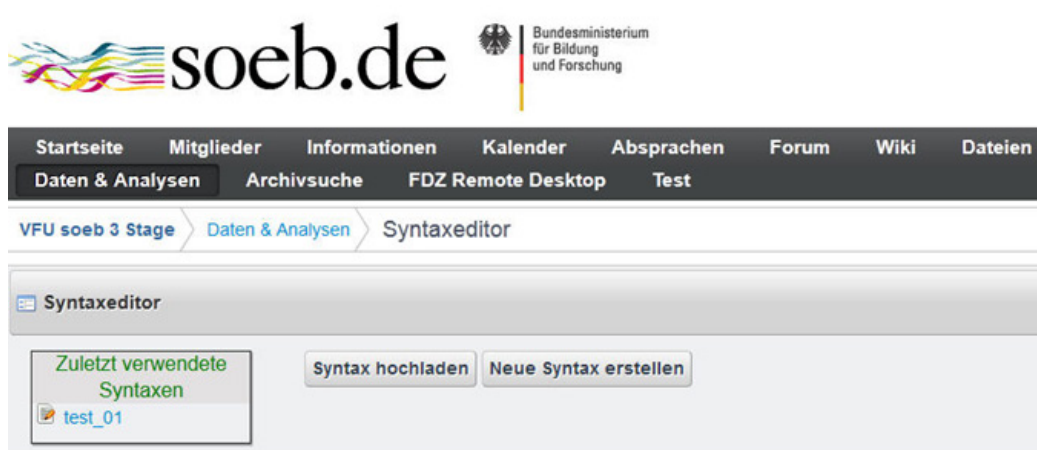 soeb.de
Bundesministerium
für Bildung
und Forschung
Startseite Mitglieder Informationen Kalender Absprachen Forum Wiki Dateien
Daten & Analysen Archivsuche FDZ Remote Desktop Test
VFU soeb 3 Stage Daten & Analysen Syntaxeditor
Syntaxeditor
Zuletzt verwendete
Syntaxen
test_01
Syntax hochladen Neue Syntax erstellen